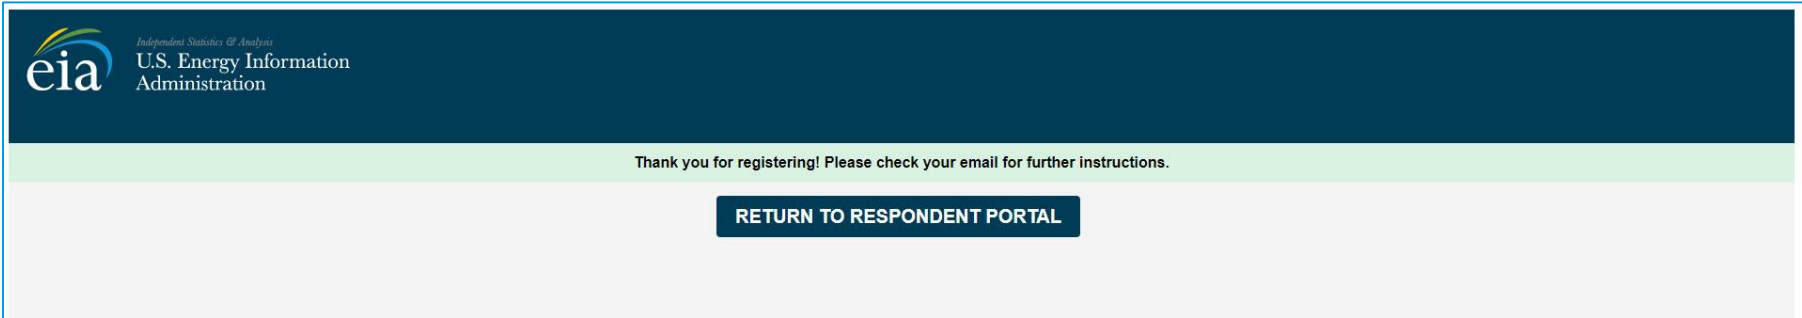 eia
Independent Statistics & Analysis
U.S. Energy Information
Administration
Thank you for registering! Please check your email for further instructions.
RETURN TO RESPONDENT PORTAL